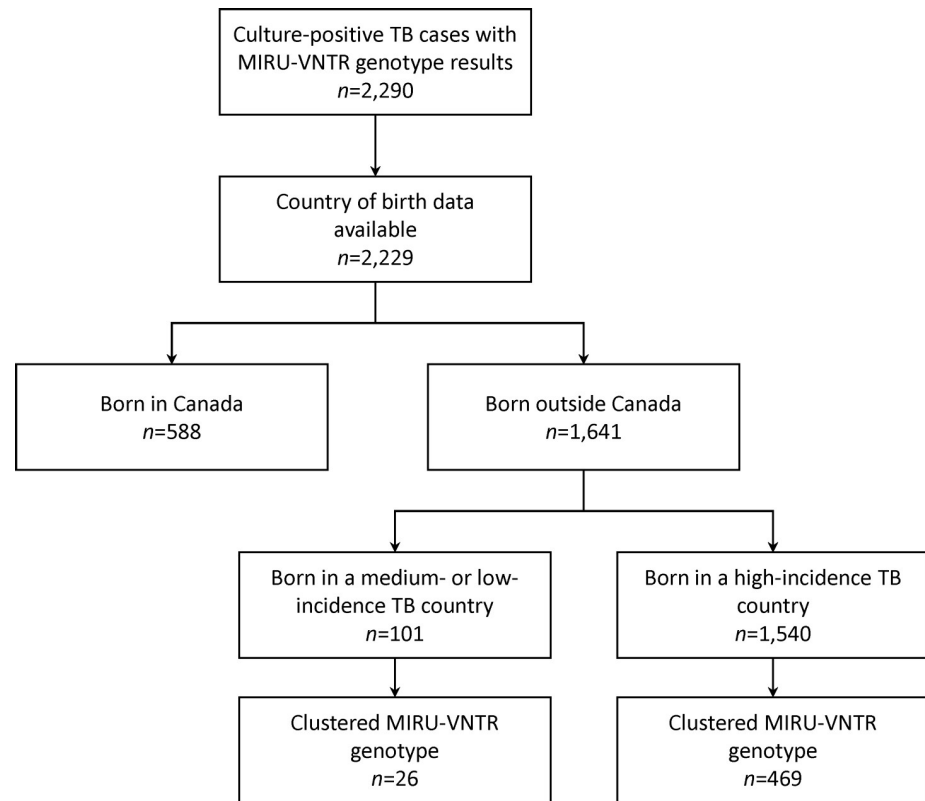 Culture-positive TB cases with
MIRU-VNTR genotype results
n=2,290
Country of birth data
available
n=2,229
Born in Canada
n=588
Born outside Canada
n=1,641
Born in a medium- or low-
incidence TB country
n=101
Born in a high-incidence TB
country
n=1,540
Clustered MIRU-VNTR
genotype
n=26
Clustered MIRU-VNTR
genotype
n=469